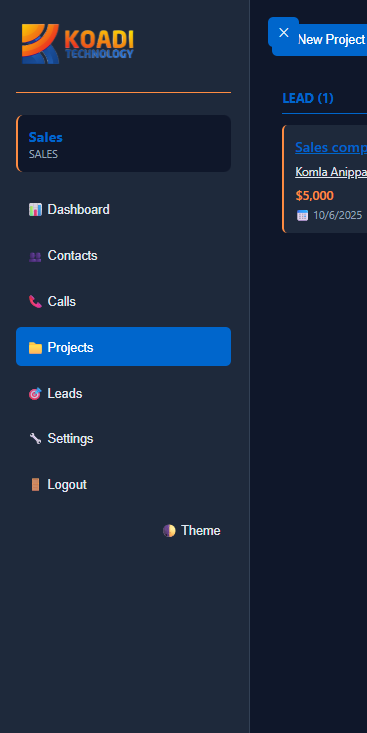 KOADI
TECHNOLOGY
Sales
SALES
Dashboard
Contacts
Calls
Projects
Leads
Settings
Logout
Theme
New Project
LEAD (1)
Sales comp
Komla Anippa
$5,000
10/6/2025